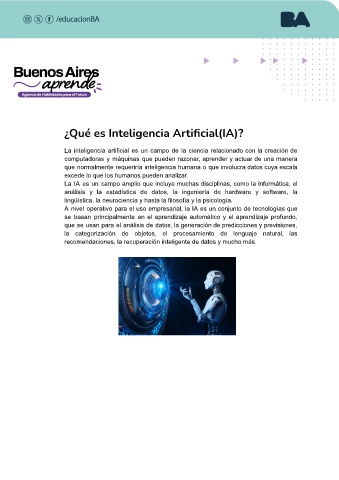 /educacionBA
BA
Buenos Aires
aprende
Agencia de Habilidades para el Futuro
¿Qué es Inteligencia Artificial(IA)?
La inteligencia artificial es un campo de la ciencia relacionado con la creación de
computadoras y máquinas que pueden razonar, aprender y actuar de una manera
que normalmente requeriría inteligencia humana o que involucra datos cuya escala
excede lo que los humanos pueden analizar.
La IA es un campo amplio que incluye muchas disciplinas, como la informática, el
análisis y la estadística de datos, la ingeniería de hardware y software, la
lingüística, la neurociencia y hasta la filosofía y la psicología.
A nivel operativo para el uso empresarial, la IA es un conjunto de tecnologías que
se basan principalmente en el aprendizaje automático y el aprendizaje profundo,
que se usan para el análisis de datos, la generación de predicciones y previsiones,
la categorización de objetos, el procesamiento de lenguaje natural, las
recomendaciones, la recuperación inteligente de datos y mucho más.